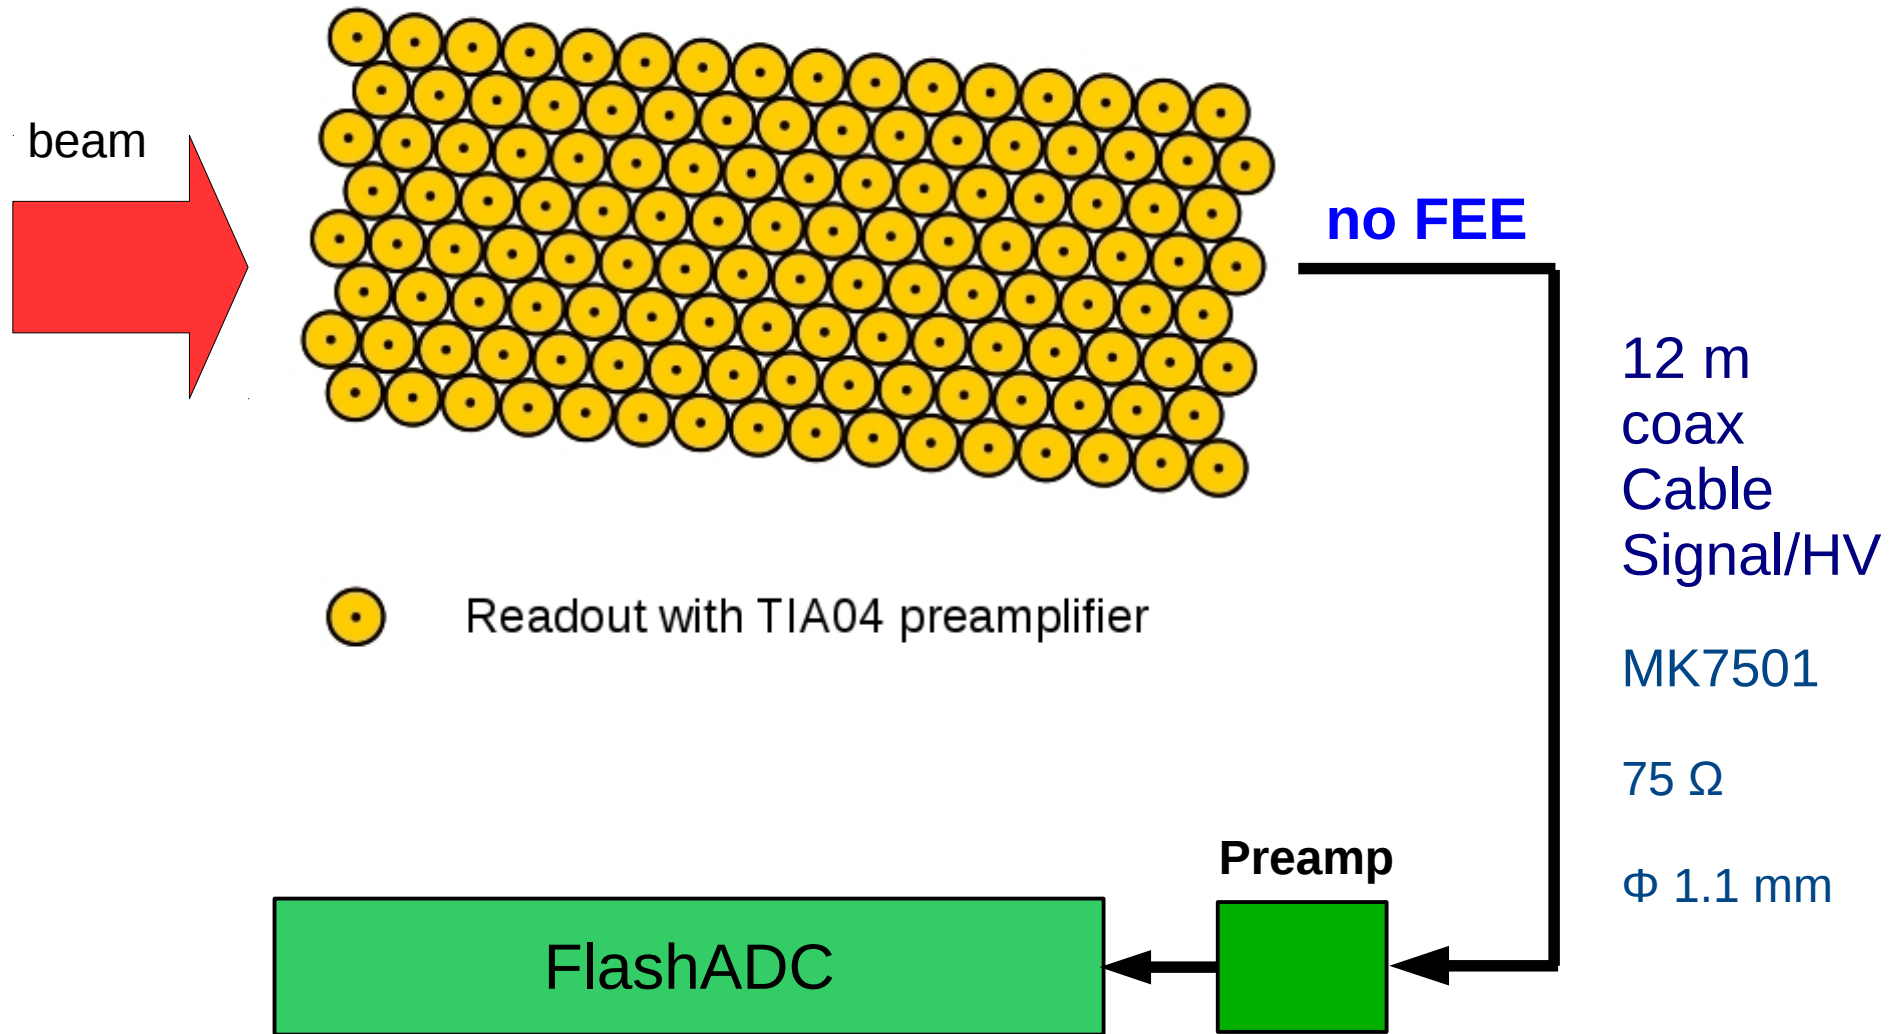 beam
no FEE
12 m
coax
Cable
Signal/HV
Readout with TIA04 preamplifier
MK7501
75 Ω
Preamp
Φ 1.1 mm
FlashADC